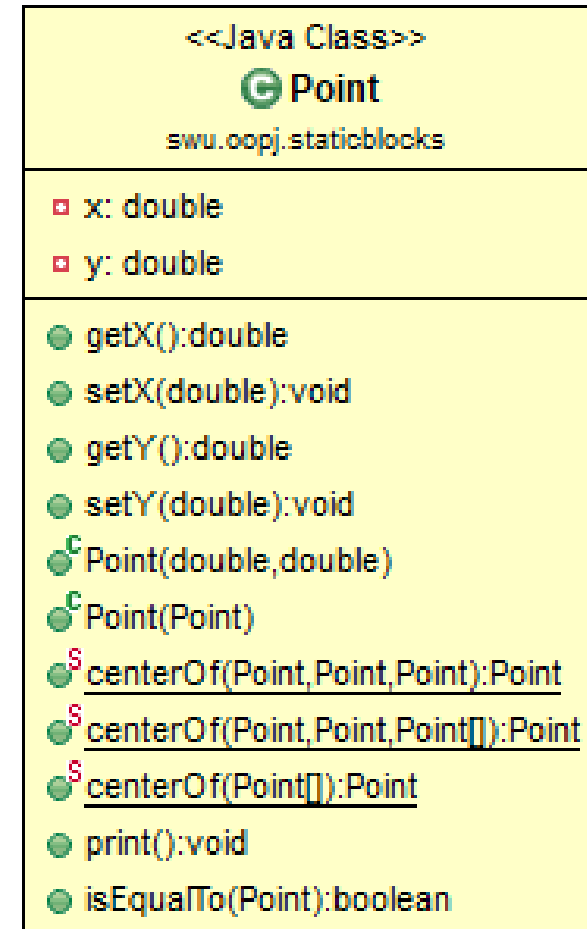 <<Java Class>>
C Point
swu.oopj.staticblocks
x: double
y: double
getX():double
setX(double):void
getY():double
setY(double):void
C Point(double,double)
C Point(Point)
S centerOf(Point,Point,Point):Point
S centerOf(Point,Point,Point[]):Point
S centerOf(Point[]):Point
print():void
isEqualTo(Point):boolean